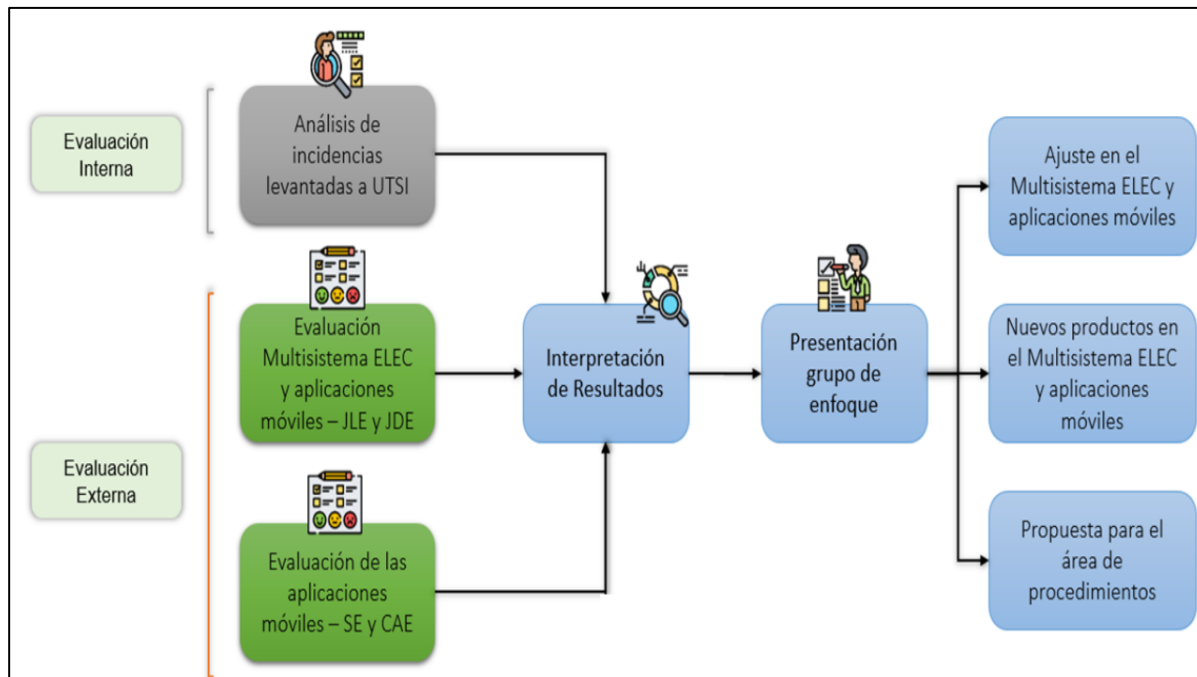 Evaluación
Interna
Análisis de
incidencias
levantadas a UTSI
Evaluación
Externa
Evaluación
Multisistema ELEC
y aplicaciones
móviles – JLE y JDE
Evaluación de las
aplicaciones
móviles – SE y CAE
Interpretación
de Resultados
Presentación
grupo de
enfoque
Ajuste en el
Multisistema ELEC y
aplicaciones móviles
Nuevos productos en
el Multisistema ELEC
y aplicaciones
móviles
Propuesta para el
área de
procedimientos